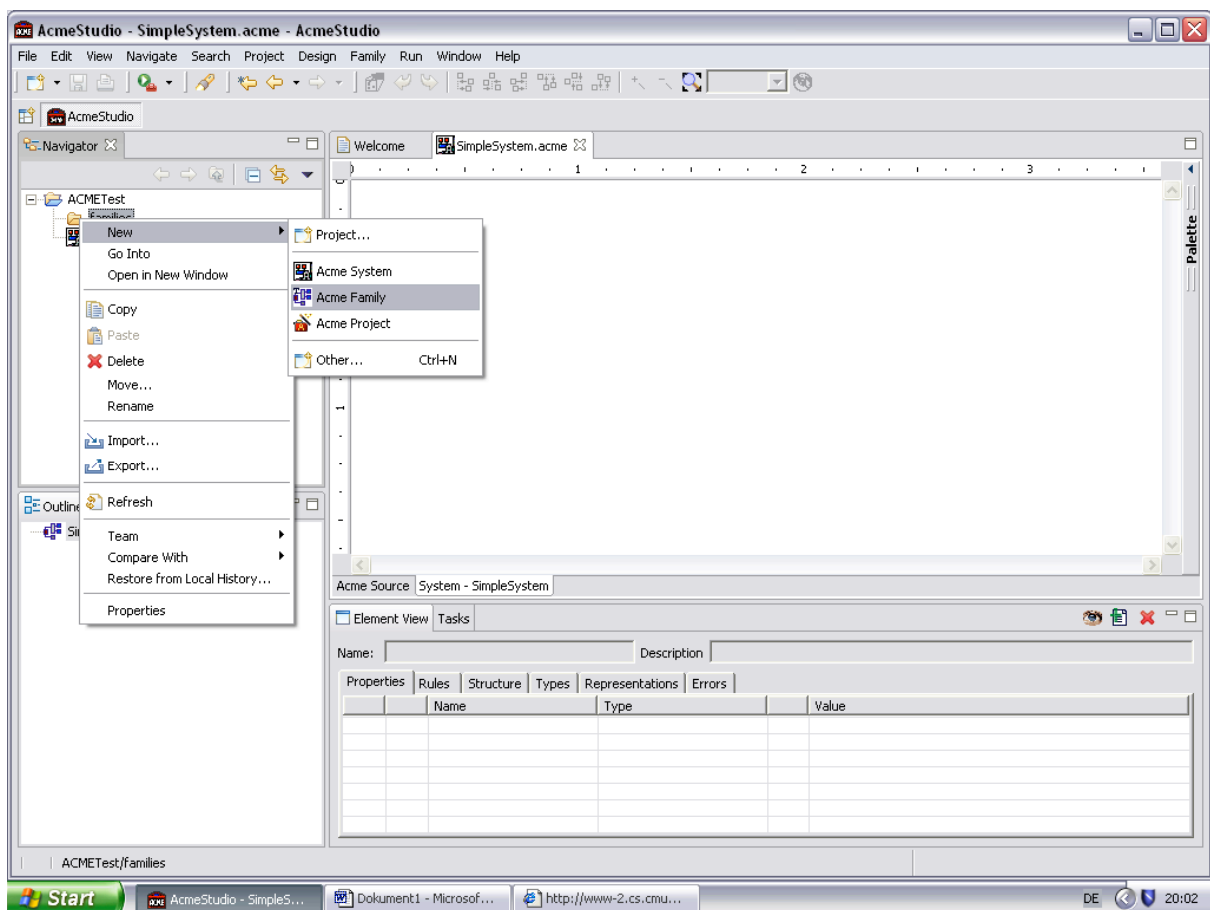 AcmeStudio - SimpleSystem.acme - AcmeStudio
File Edit View Navigate Search Project Design Family Run Window Help
AcmeStudio
Navigator
Welcome
SimpleSystem.acme
1 2 3
ACMETest
families
Palette
New
Project...
Go Into
Open in New Window
Acme System
Acme Family
Copy
Acme Project
Paste
Delete
Other... Ctrl+N
Move...
Rename
1
Import...
Export...
Refresh
Outline
Si
Team
Compare With
Restore from Local History...
Properties
Acme Source System - SimpleSystem
Element View Tasks
Name: Description
Properties Rules Structure Types Representations Errors
Name Type Value
ACMETest/families
Start
AcmeStudio - SimpleS...
Dokument1 - Microsof...
http://www-2.cs.cmu...
DE
20:02